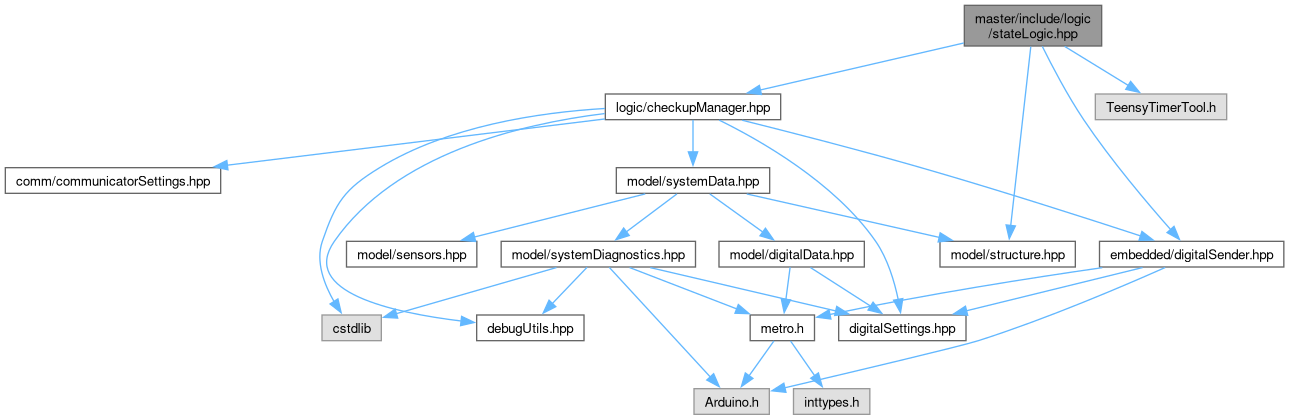 master/include/logic
/stateLogic.hpp
logic/checkupManager.hpp
TeensyTimerTool.h
comm/communicatorSettings.hpp
model/systemData.hpp
model/sensors.hpp
model/systemDiagnostics.hpp
model/digitalData.hpp
model/structure.hpp
embedded/digitalSender.hpp
cstdlib
debugUtils.hpp
metro.h
digitalSettings.hpp
Arduino.h
inttypes.h